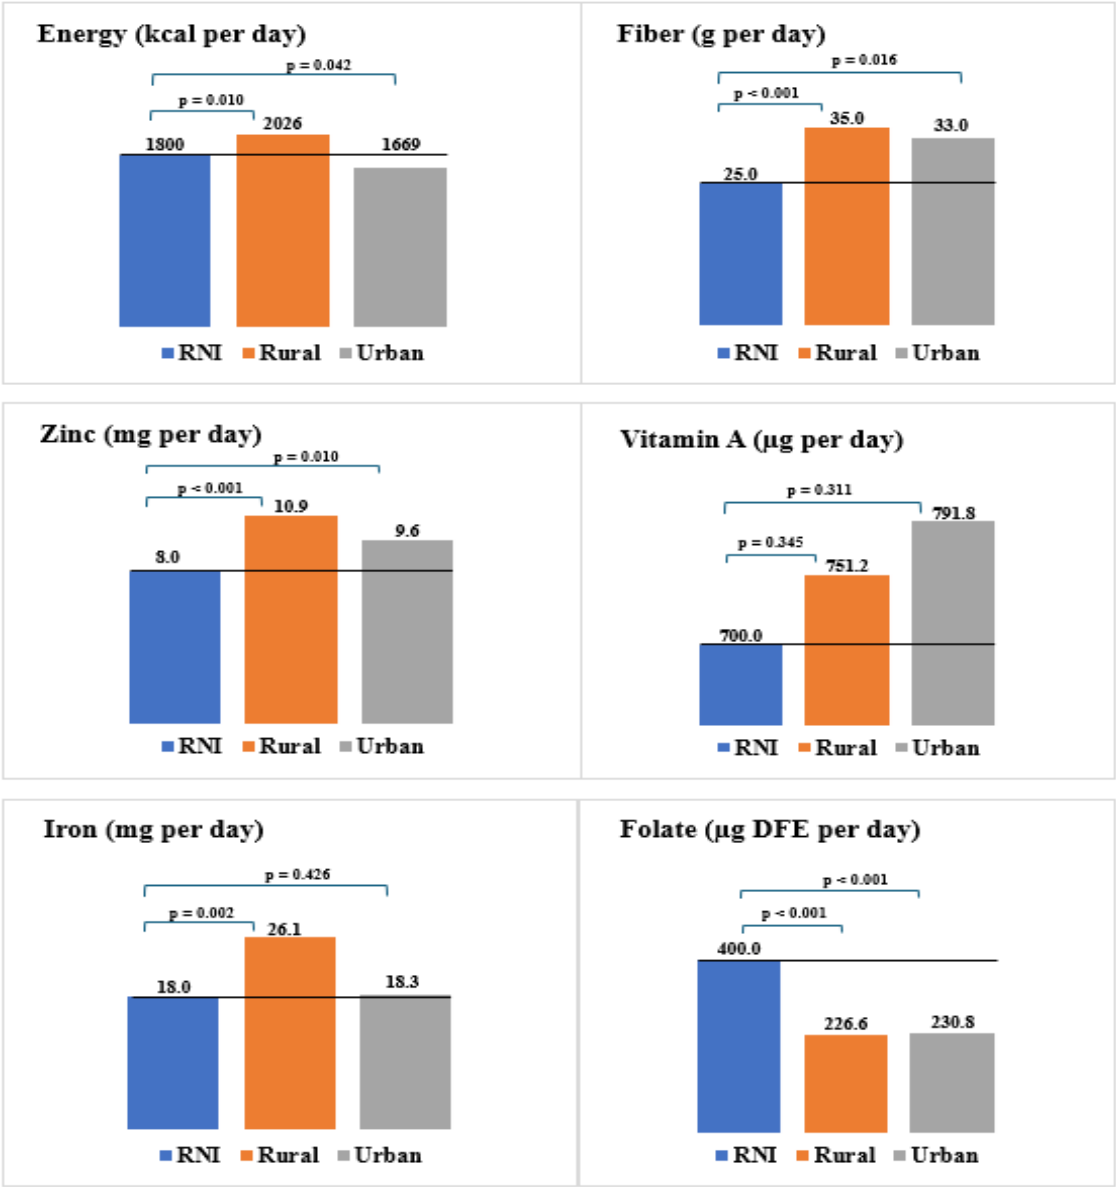 Energy (kcal per day)
p = 0.042
p = 0.010
2026
1800
1669
RNI Rural Urban
Fiber (g per day)
p = 0.016
p < 0.001
35.0
33.0
25.0
RNI Rural Urban
Zinc (mg per day)
p = 0.010
p < 0.001
10.9
9.6
8.0
RNI Rural Urban
Vitamin A (µg per day)
p = 0.311
791.8
p = 0.345
751.2
700.0
RNI Rural Urban
Iron (mg per day)
p = 0.426
p = 0.002
26.1
18.0
18.3
RNI Rural Urban
Folate (µg DFE per day)
p < 0.001
p < 0.001
400.0
226.6
230.8
RNI Rural Urban